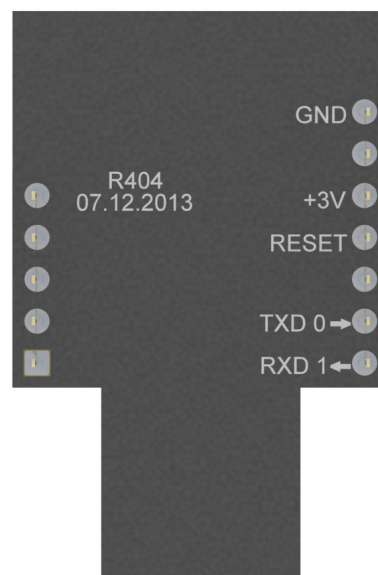 GND
R404
07.12.2013
+3V
RESET
TXD 0
RXD 1